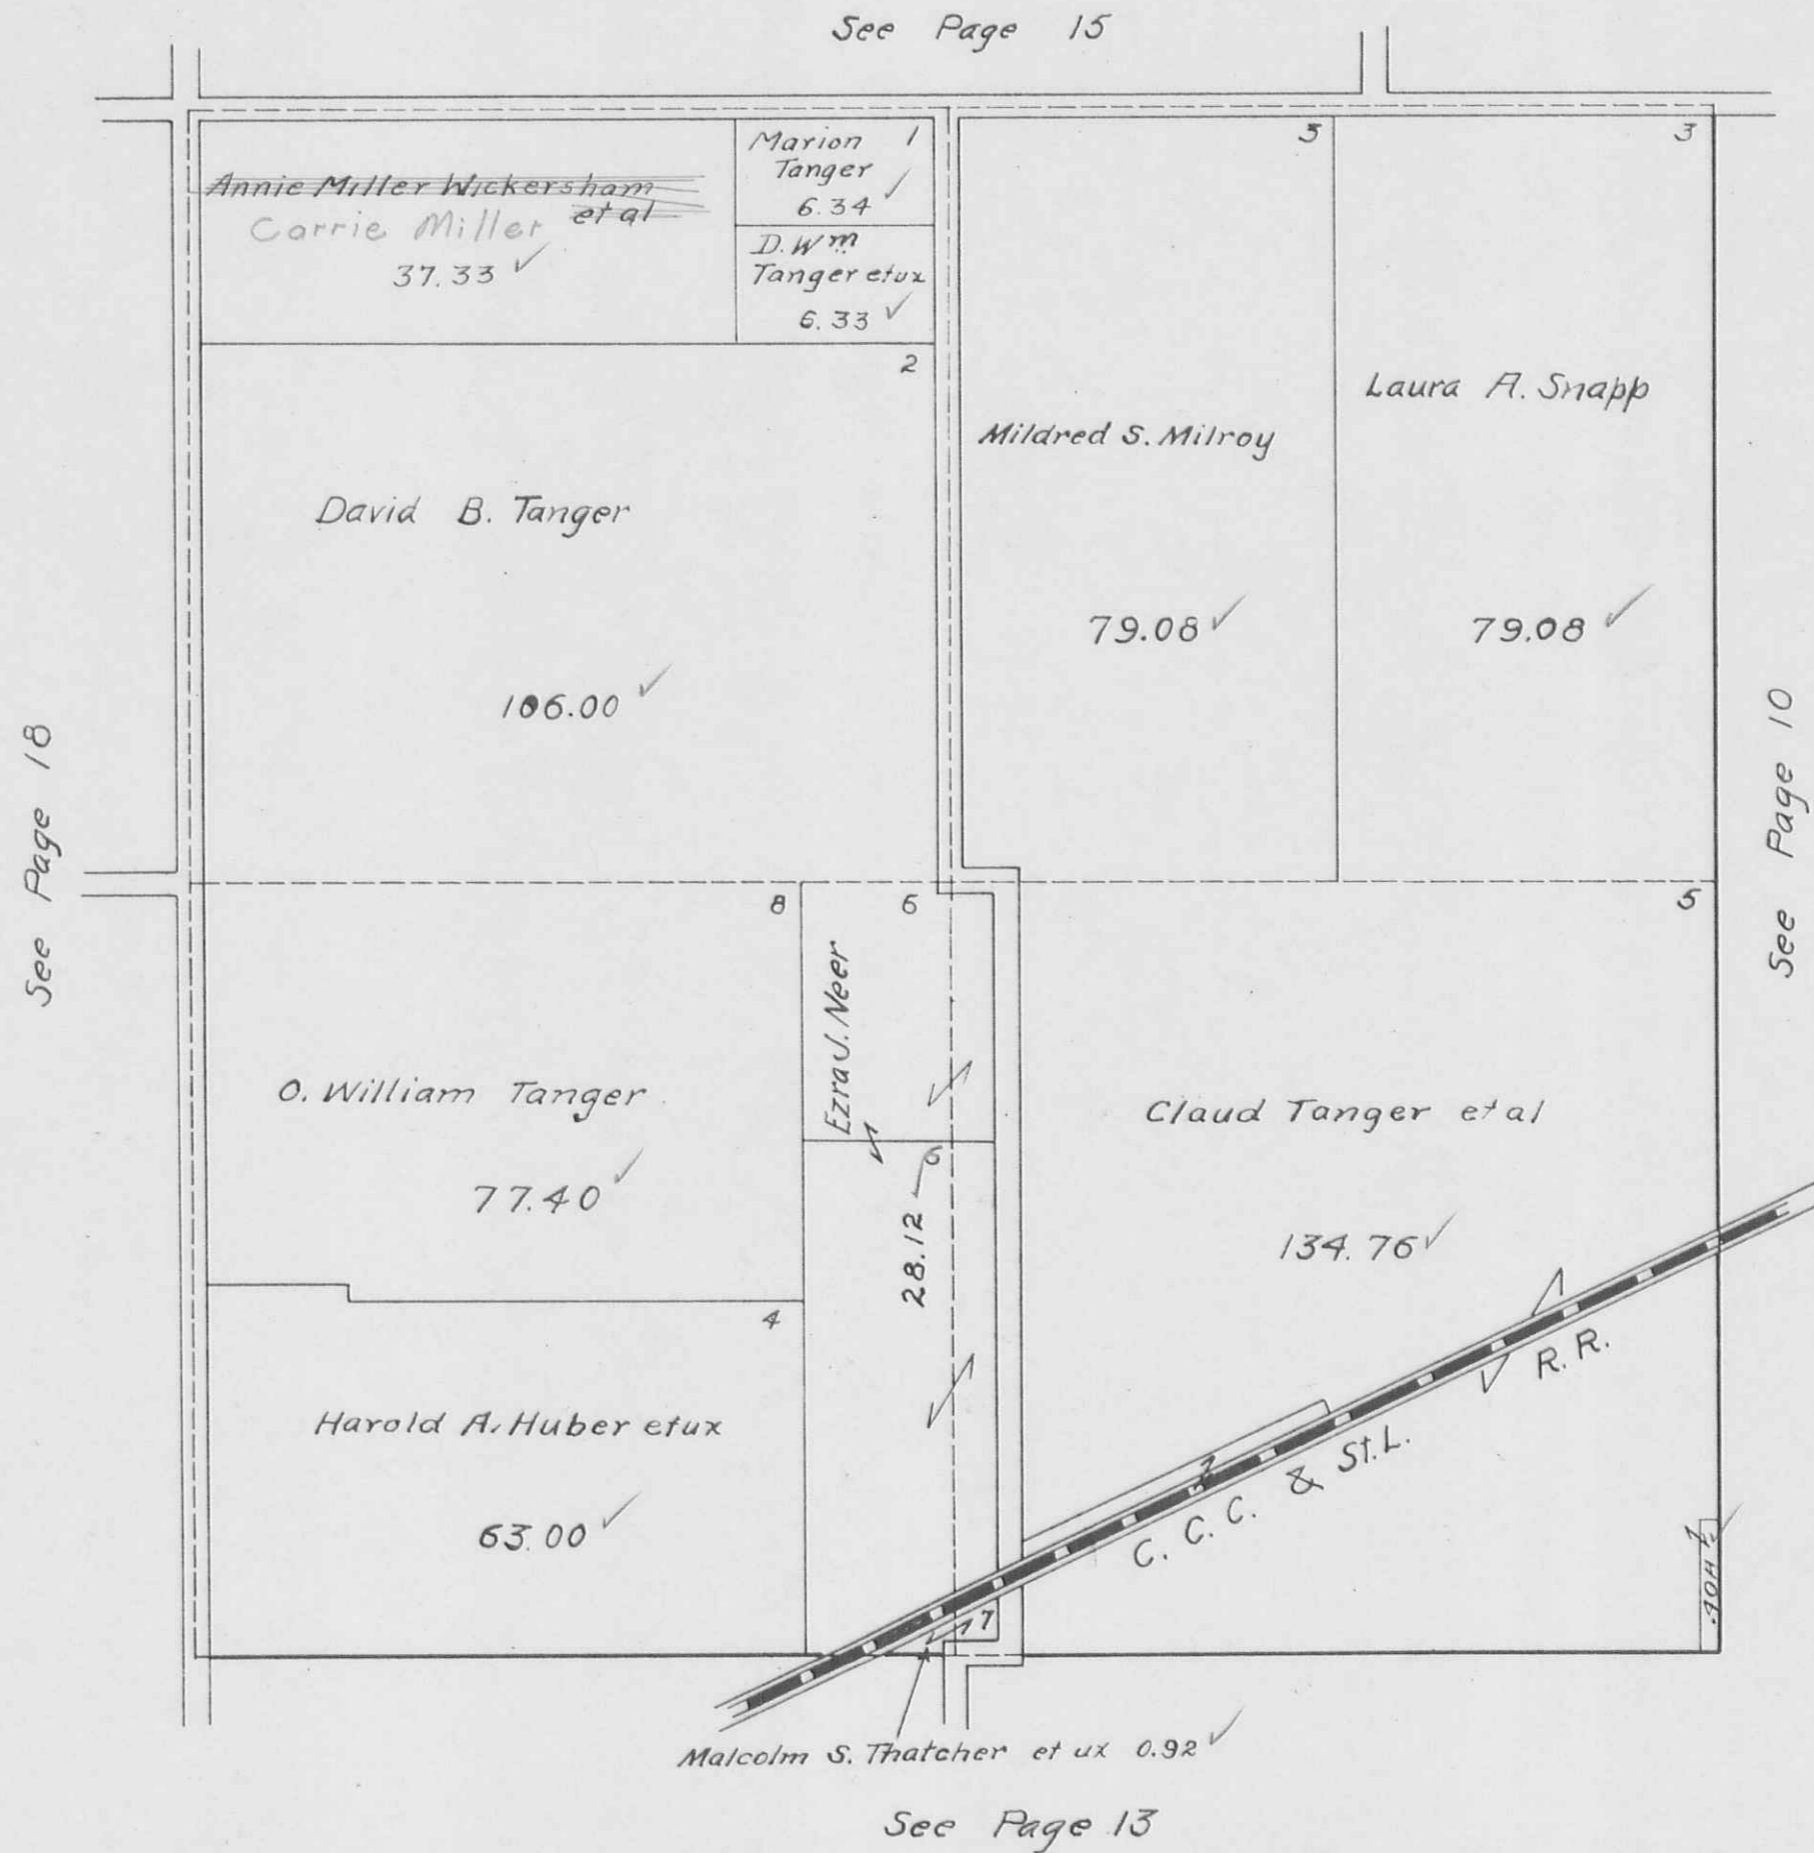 See Page 15
Annie Miller Wickersham
et al
Carrie Miller
37.33 ✓
Marion 1
Tanger
6.34 ✓
D. Wm
Tanger etux
6.33 ✓
3
3
2
Laura A. Snapp
Mildred S. Milroy
David B. Tanger
79.08 ✓
79.08 ✓
106.00 ✓
See Page 18
See Page 10
8
6
5
Ezra J. Neer
O. William Tanger
77.40 ✓
6
28.12
Claud Tanger et al
134.76 ✓
4
Harold A. Huber etux
63.00 ✓
R. R.
C. C. C. & St. L.
7
Malcolm S. Thatcher et ux 0.92 ✓
See Page 13